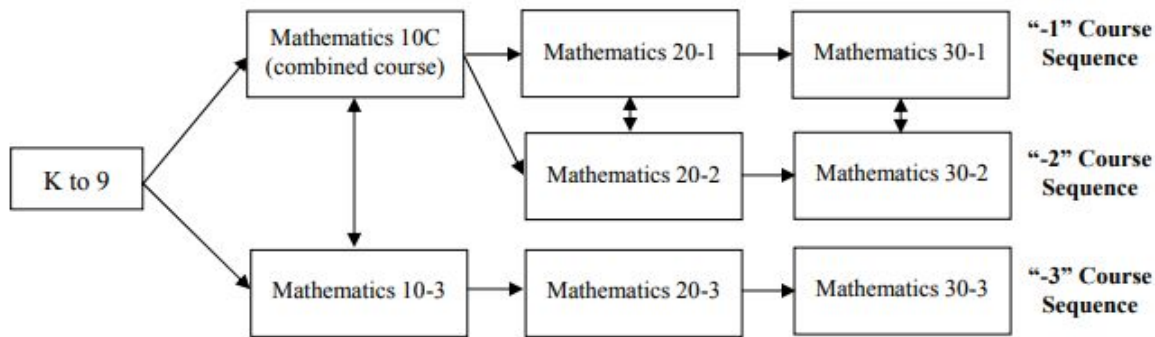 Mathematics 10C
(combined course)
Mathematics 20-1
Mathematics 30-1
“-1” Course
Sequence
K to 9
Mathematics 20-2
Mathematics 30-2
“-2” Course
Sequence
Mathematics 10-3
Mathematics 20-3
Mathematics 30-3
“-3” Course
Sequence